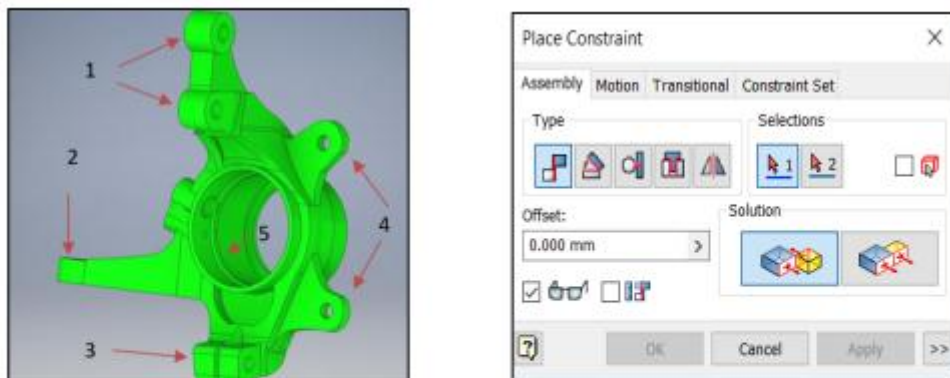 1
2
3
4
5
Place Constraint
Assembly Motion Transitional Constraint Set
Type
Selections
1 2
Offset:
0.000 mm
Solution
OK Cancel Apply >>